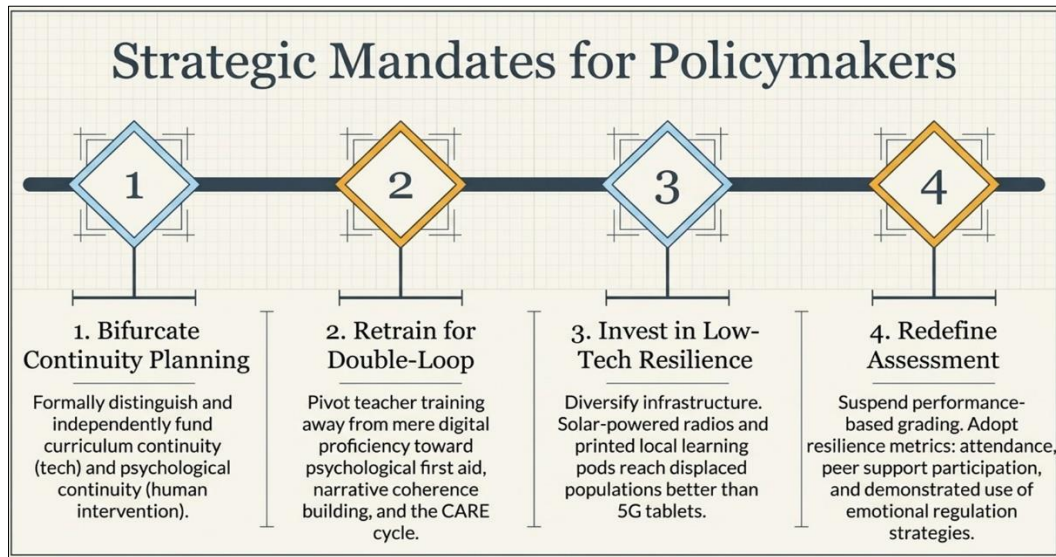 Strategic Mandates for Policymakers
1
2
3
4
1. Bifurcate
Continuity Planning
Formally distinguish and
independently fund
curriculum continuity
(tech) and psychological
continuity (human
intervention).
2. Retrain for
Double-Loop
Pivot teacher training
away from mere digital
proficiency toward
psychological first aid,
narrative coherence
building, and the CARE
cycle.
3. Invest in Low-
Tech Resilience
Diversify infrastructure.
Solar-powered radios and
printed local learning
pods reach displaced
populations better than
5G tablets.
4. Redefine
Assessment
Suspend performance-
based grading. Adopt
resilience metrics: attendance,
peer support participation,
and demonstrated use of
emotional regulation
strategies.